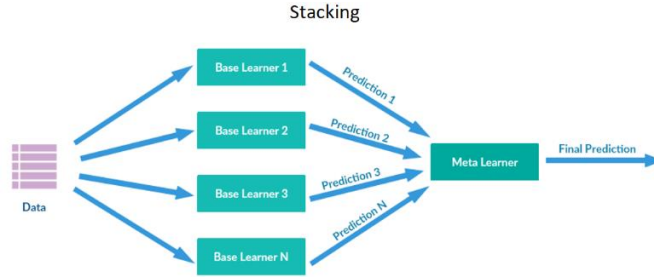 Stacking
Base Learner 1
Prediction 1
Base Learner 2
Prediction 2
Meta Learner
Final Prediction
Data
Base Learner 3
Prediction 3
Base Learner N
Prediction N